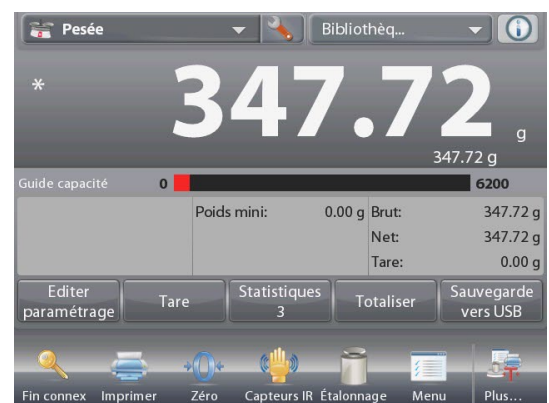 Pesée
Bibliothèq...
*
347.72 g
347.72 g
Guide capacité 0 6200
Poids mini: 0.00 g Brut: 347.72 g
Net: 347.72 g
Tare: 0.00 g
Editer paramétrage
Tare
Statistiques 3
Totaliser
Sauvegarde vers USB
Fin connex Imprimer Zéro Capteurs IR Étalonnage Menu Plus...